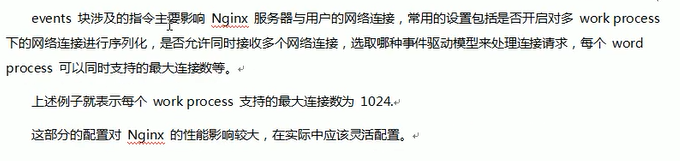 events 块涉及的指令主要影响 Nginx 服务器与用户的网络连接，常用的设置包括是否开启对多 work process
下的网络连接进行序列化，是否允许同时接收多个网络连接，选取哪种事件驱动模型来处理连接请求，每个 word
process 可以同时支持的最大连接数等。
上述例子就表示每个 work process 支持的最大连接数为 1024.
这部分的配置对 Nginx 的性能影响较大，在实际中应该灵活配置。